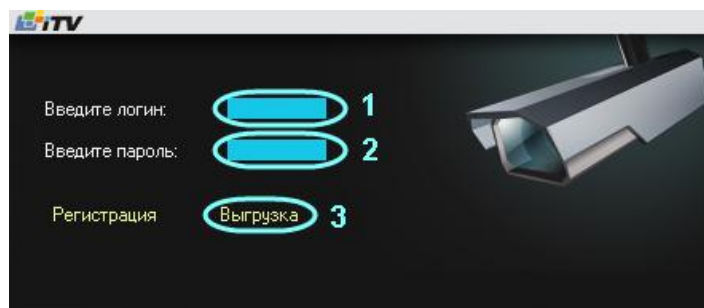 iTV
Введите логин: 1
Введите пароль: 2
Регистрация Выгрузка 3